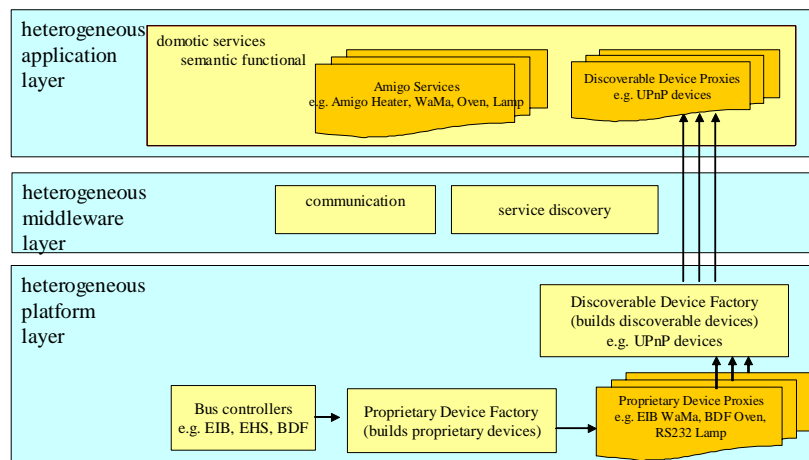 heterogeneous
application
layer
domotic services
semantic functional
Amigo Services
e.g. Amigo Heater, WaMa, Oven, Lamp
Discoverable Device Proxies
e.g. UPnP devices
heterogeneous
middleware
layer
communication
service discovery
heterogeneous
platform
layer
Discoverable Device Factory
(builds discoverable devices)
e.g. UPnP devices
Bus controllers
e.g. EIB, EHS, BDF
Proprietary Device Factory
(builds proprietary devices)
Proprietary Device Proxies
e.g. EIB WaMa, BDF Oven,
RS232 Lamp